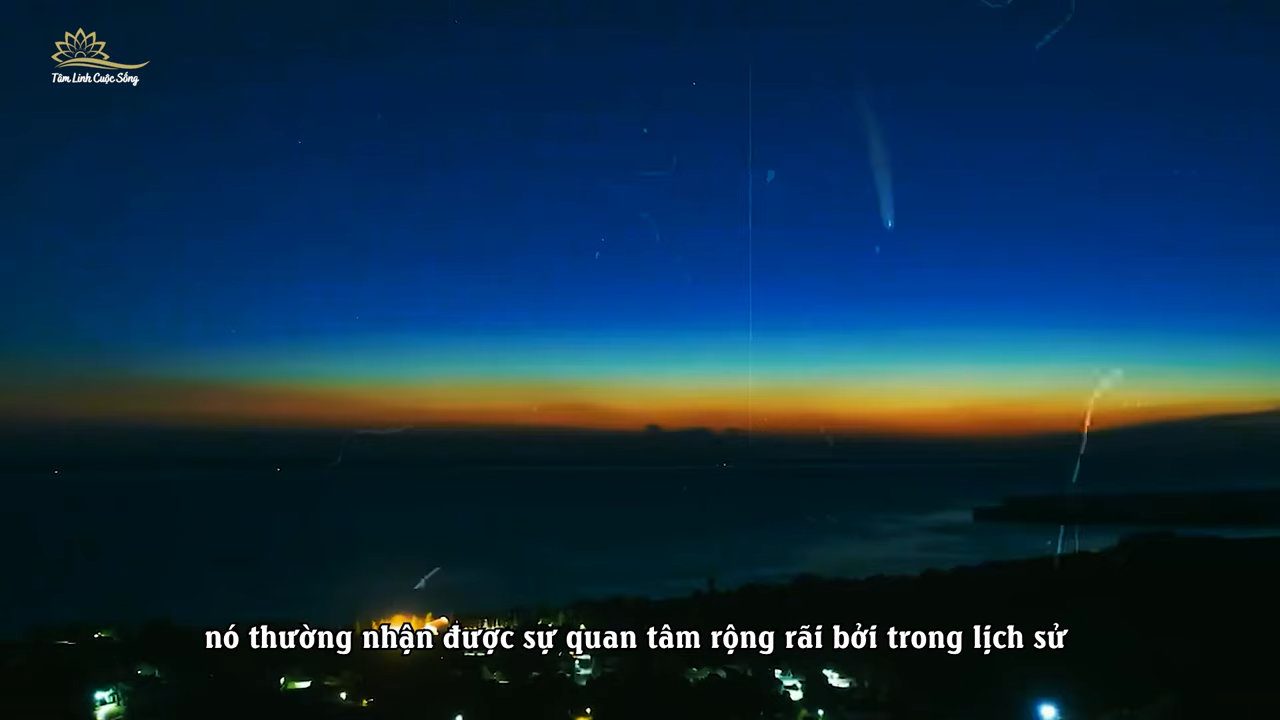 Tâm Linh Cuộc Sống
nó thường nhận được sự quan tâm rộng rãi bởi trong lịch sử